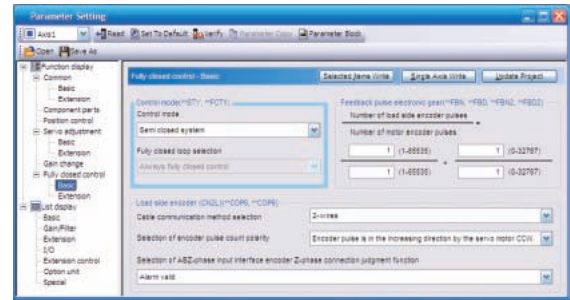 Parameter Setting
Axis1 Read Set To Default Verify Parameter Copy Parameter Block
Open Save As
Function display
Common
Basic
Extension
Component parts
Position control
Servo adjustment
Basic
Extension
Gain change
Fully closed control
Basic
Extension
List display
Basic
Gain/Filter
Extension
I/O
Extension control
Option unit
Special
Fully closed control - Basic
Selected Items Write Single Axis Write Update Project
Control mode(**STY, **FCTY)
Control mode
Semi closed system
Fully closed loop selection
Always fully closed control
Feedback pulse electronic gear(**FBN, **FBD, **FBN2, **FBD2)
Number of load side encoder pulses
=
Number of motor encoder pulses
1 (1-65535) 1 (0-32767)
1 (1-65535) 1 (0-32767)
Load side encoder (CN2L)(**COP8, **COP9)
Cable communication method selection 2-wires
Selection of encoder pulse count polarity Encoder pulse is in the increasing direction by the servo motor CCW.
Selection of ABZ-phase input interface encoder Z-phase connection judgment function
Alarm valid